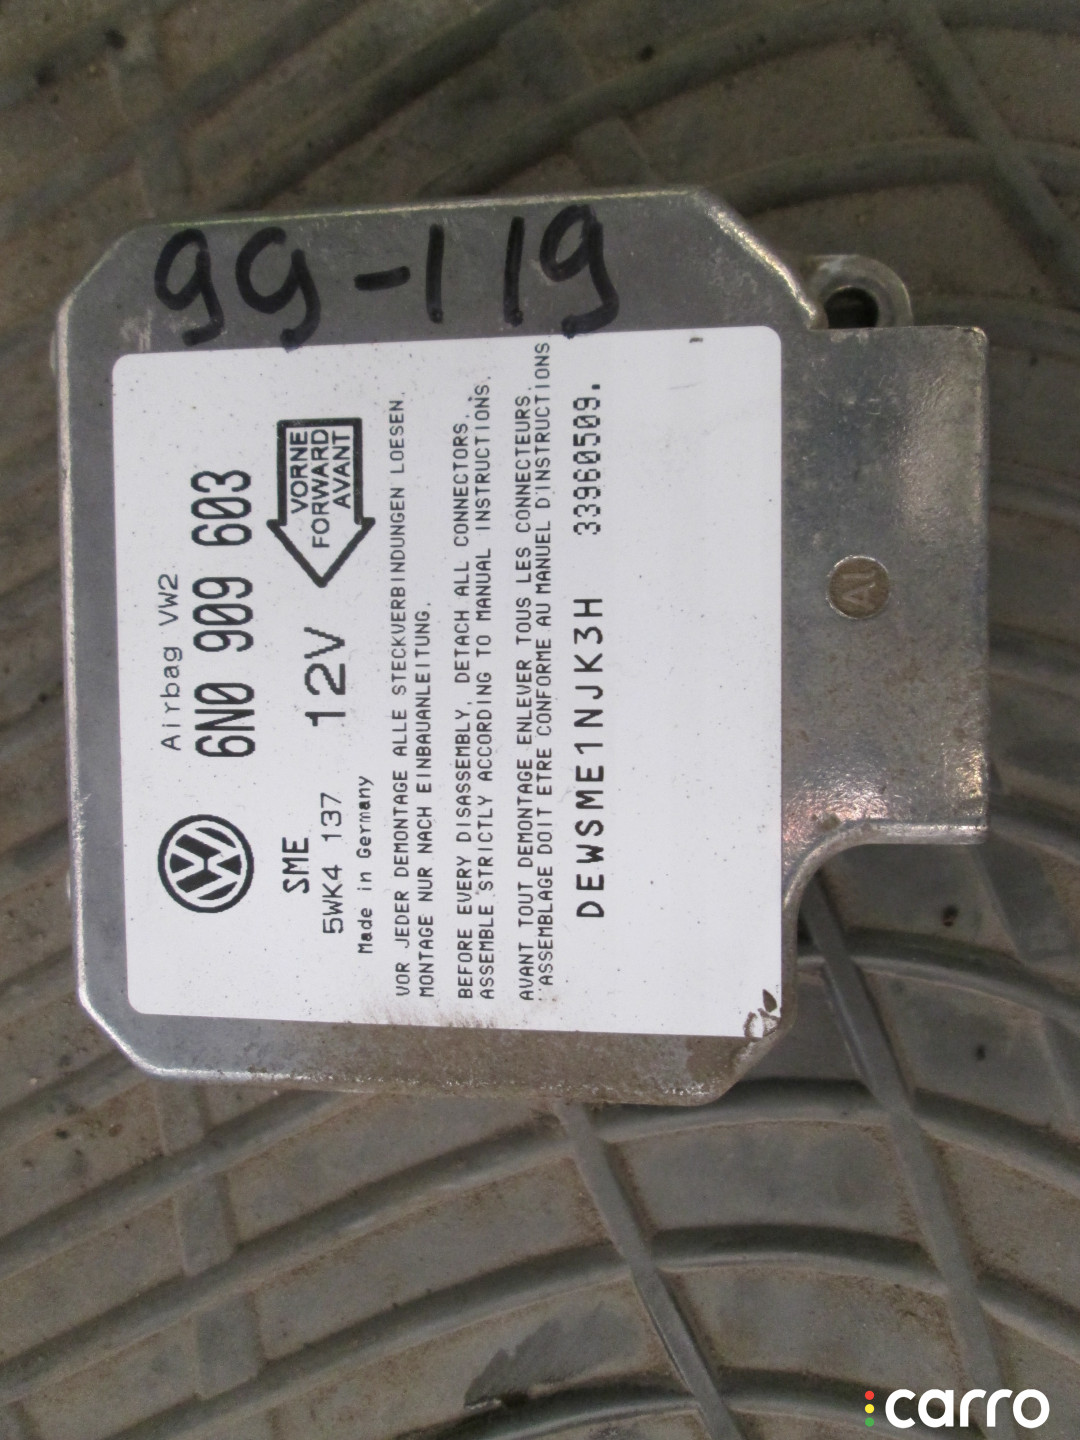 99-119
Airbag VW2
6N0 909 603
SME
5WK4 137
Made in Germany
12V
VORNE
FORWARD
AVANT
VOR JEDER DEMONTAGE ALLE STECKVERBINDUNGEN LOESEN.
MONTAGE NUR NACH EINBAUANLEITUNG.
BEFORE EVERY DISASSEMBLY, DETACH ALL CONNECTORS.
ASSEMBLE STRICTLY ACCORDING TO MANUAL INSTRUCTIONS.
AVANT TOUT DEMONTAGE ENLEVER TOUS LES CONNECTEURS.
L'ASSEMBLAGE DOIT ETRE CONFORME AU MANUEL D'INSTRUCTIONS
DEWSME1NJK3H 33960509.
AI
carro